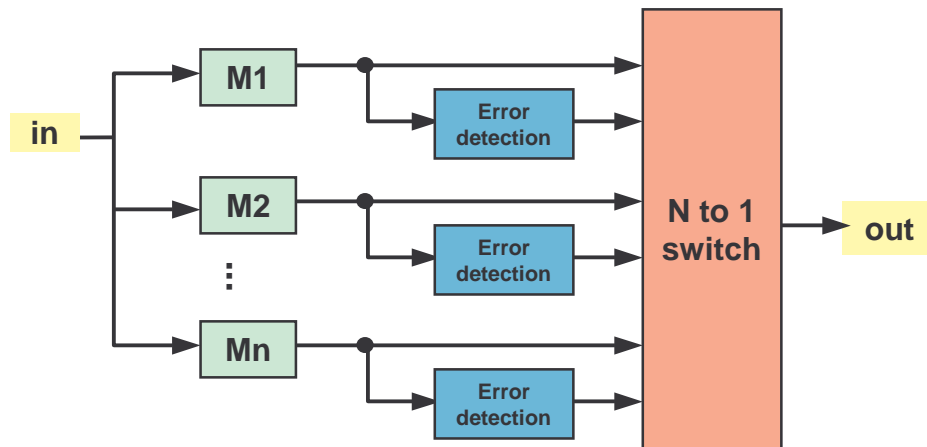 M1
Error
detection
in
M2
Error
detection
N to 1
switch
out
⋮
Mn
Error
detection